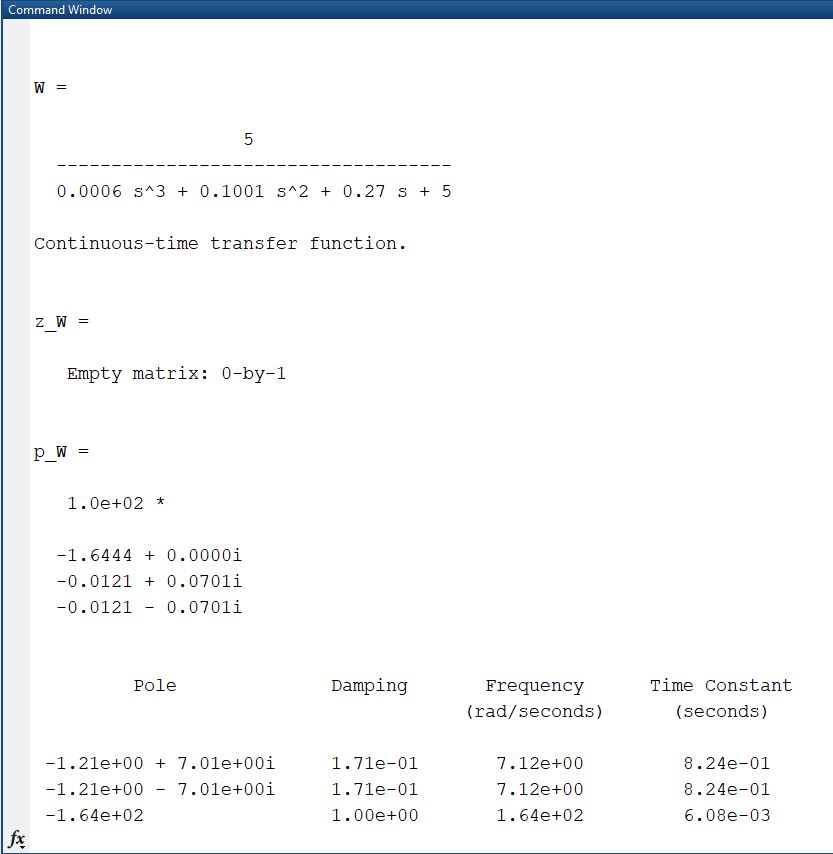 Command Window
W =
5
------------------------------------
0.0006 s^3 + 0.1001 s^2 + 0.27 s + 5
Continuous-time transfer function.
z_W =
Empty matrix: 0-by-1
p_W =
1.0e+02 *
-1.6444 + 0.0000i
-0.0121 + 0.0701i
-0.0121 - 0.0701i
Pole Damping Frequency Time Constant
(rad/seconds) (seconds)
-1.21e+00 + 7.01e+00i 1.71e-01 7.12e+00 8.24e-01
-1.21e+00 - 7.01e+00i 1.71e-01 7.12e+00 8.24e-01
-1.64e+02 1.00e+00 1.64e+02 6.08e-03
fx